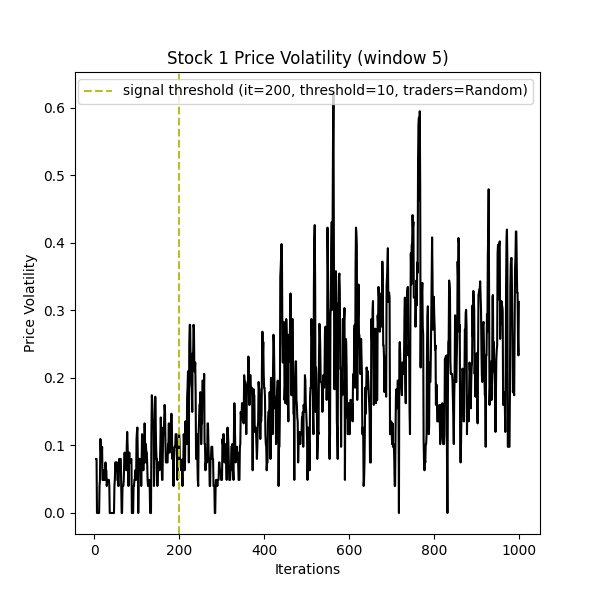 Stock 1 Price Volatility (window 5)
signal threshold (it=200, threshold=10, traders=Random)
Price Volatility
0.6
0.5
0.4
0.3
0.2
0.1
0.0
0 200 400 600 800 1000
Iterations